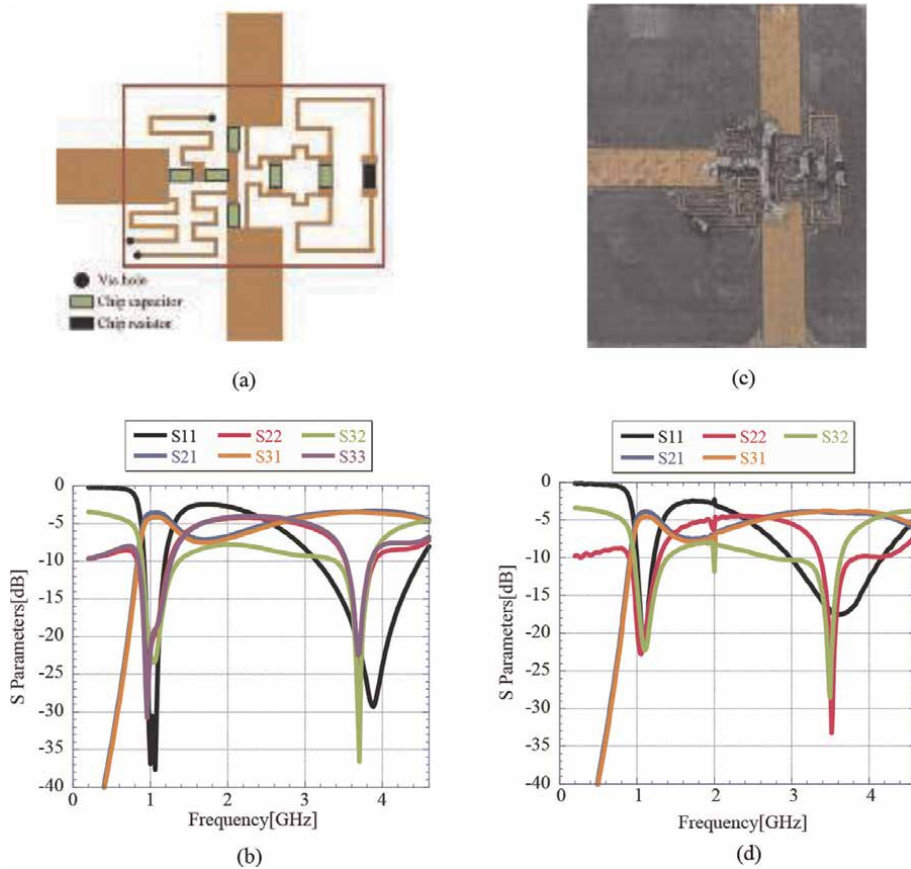 Via hole
Chip capacitor
Chip resistor
(a)
(c)
S11 S22 S32
S21 S31 S33
0
-5
-10
-15
-20
-25
-30
-35
-40
S Parameters[dB]
0 1 2 3 4
Frequency[GHz]
(b)
S11 S22 S32
S21 S31
0
-5
-10
-15
-20
-25
-30
-35
-40
S Parameters[dB]
0 1 2 3 4
Frequency[GHz]
(d)